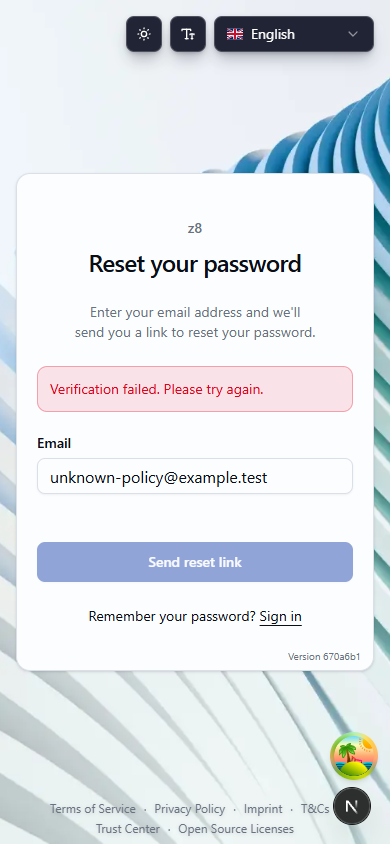 English
z8
Reset your password
Enter your email address and we'll
send you a link to reset your password.
Verification failed. Please try again.
Email
unknown-policy@example.test
Send reset link
Remember your password? Sign in
Version 670a6b1
Terms of Service · Privacy Policy · Imprint · T&Cs
N
Trust Center · Open Source Licenses